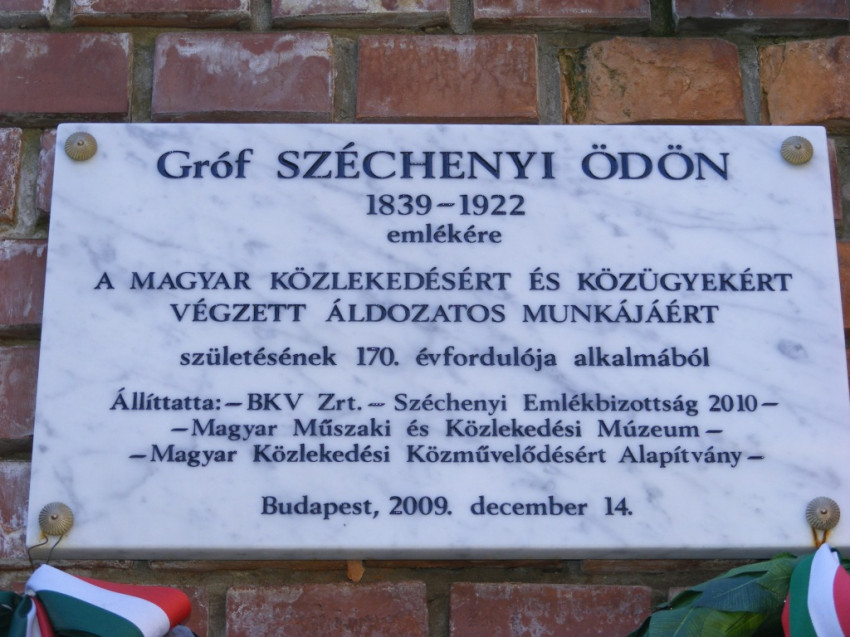 Gróf SZÉCHENYI ÖDÖN
1839-1922
emlékére
A MAGYAR KÖZLEKEDÉSÉRT ÉS KÖZÜGYEKÉRT
VÉGZETT ÁLDOZATOS MUNKÁJÁÉRT
születésének 170. évfordulója alkalmából
Állíttatta:-BKV Zrt.- Széchenyi Emlékbizottság 2010-
-Magyar Műszaki és Közlekedési Múzeum-
-Magyar Közlekedési Közművelődésért Alapítvány-
Budapest, 2009. december 14.